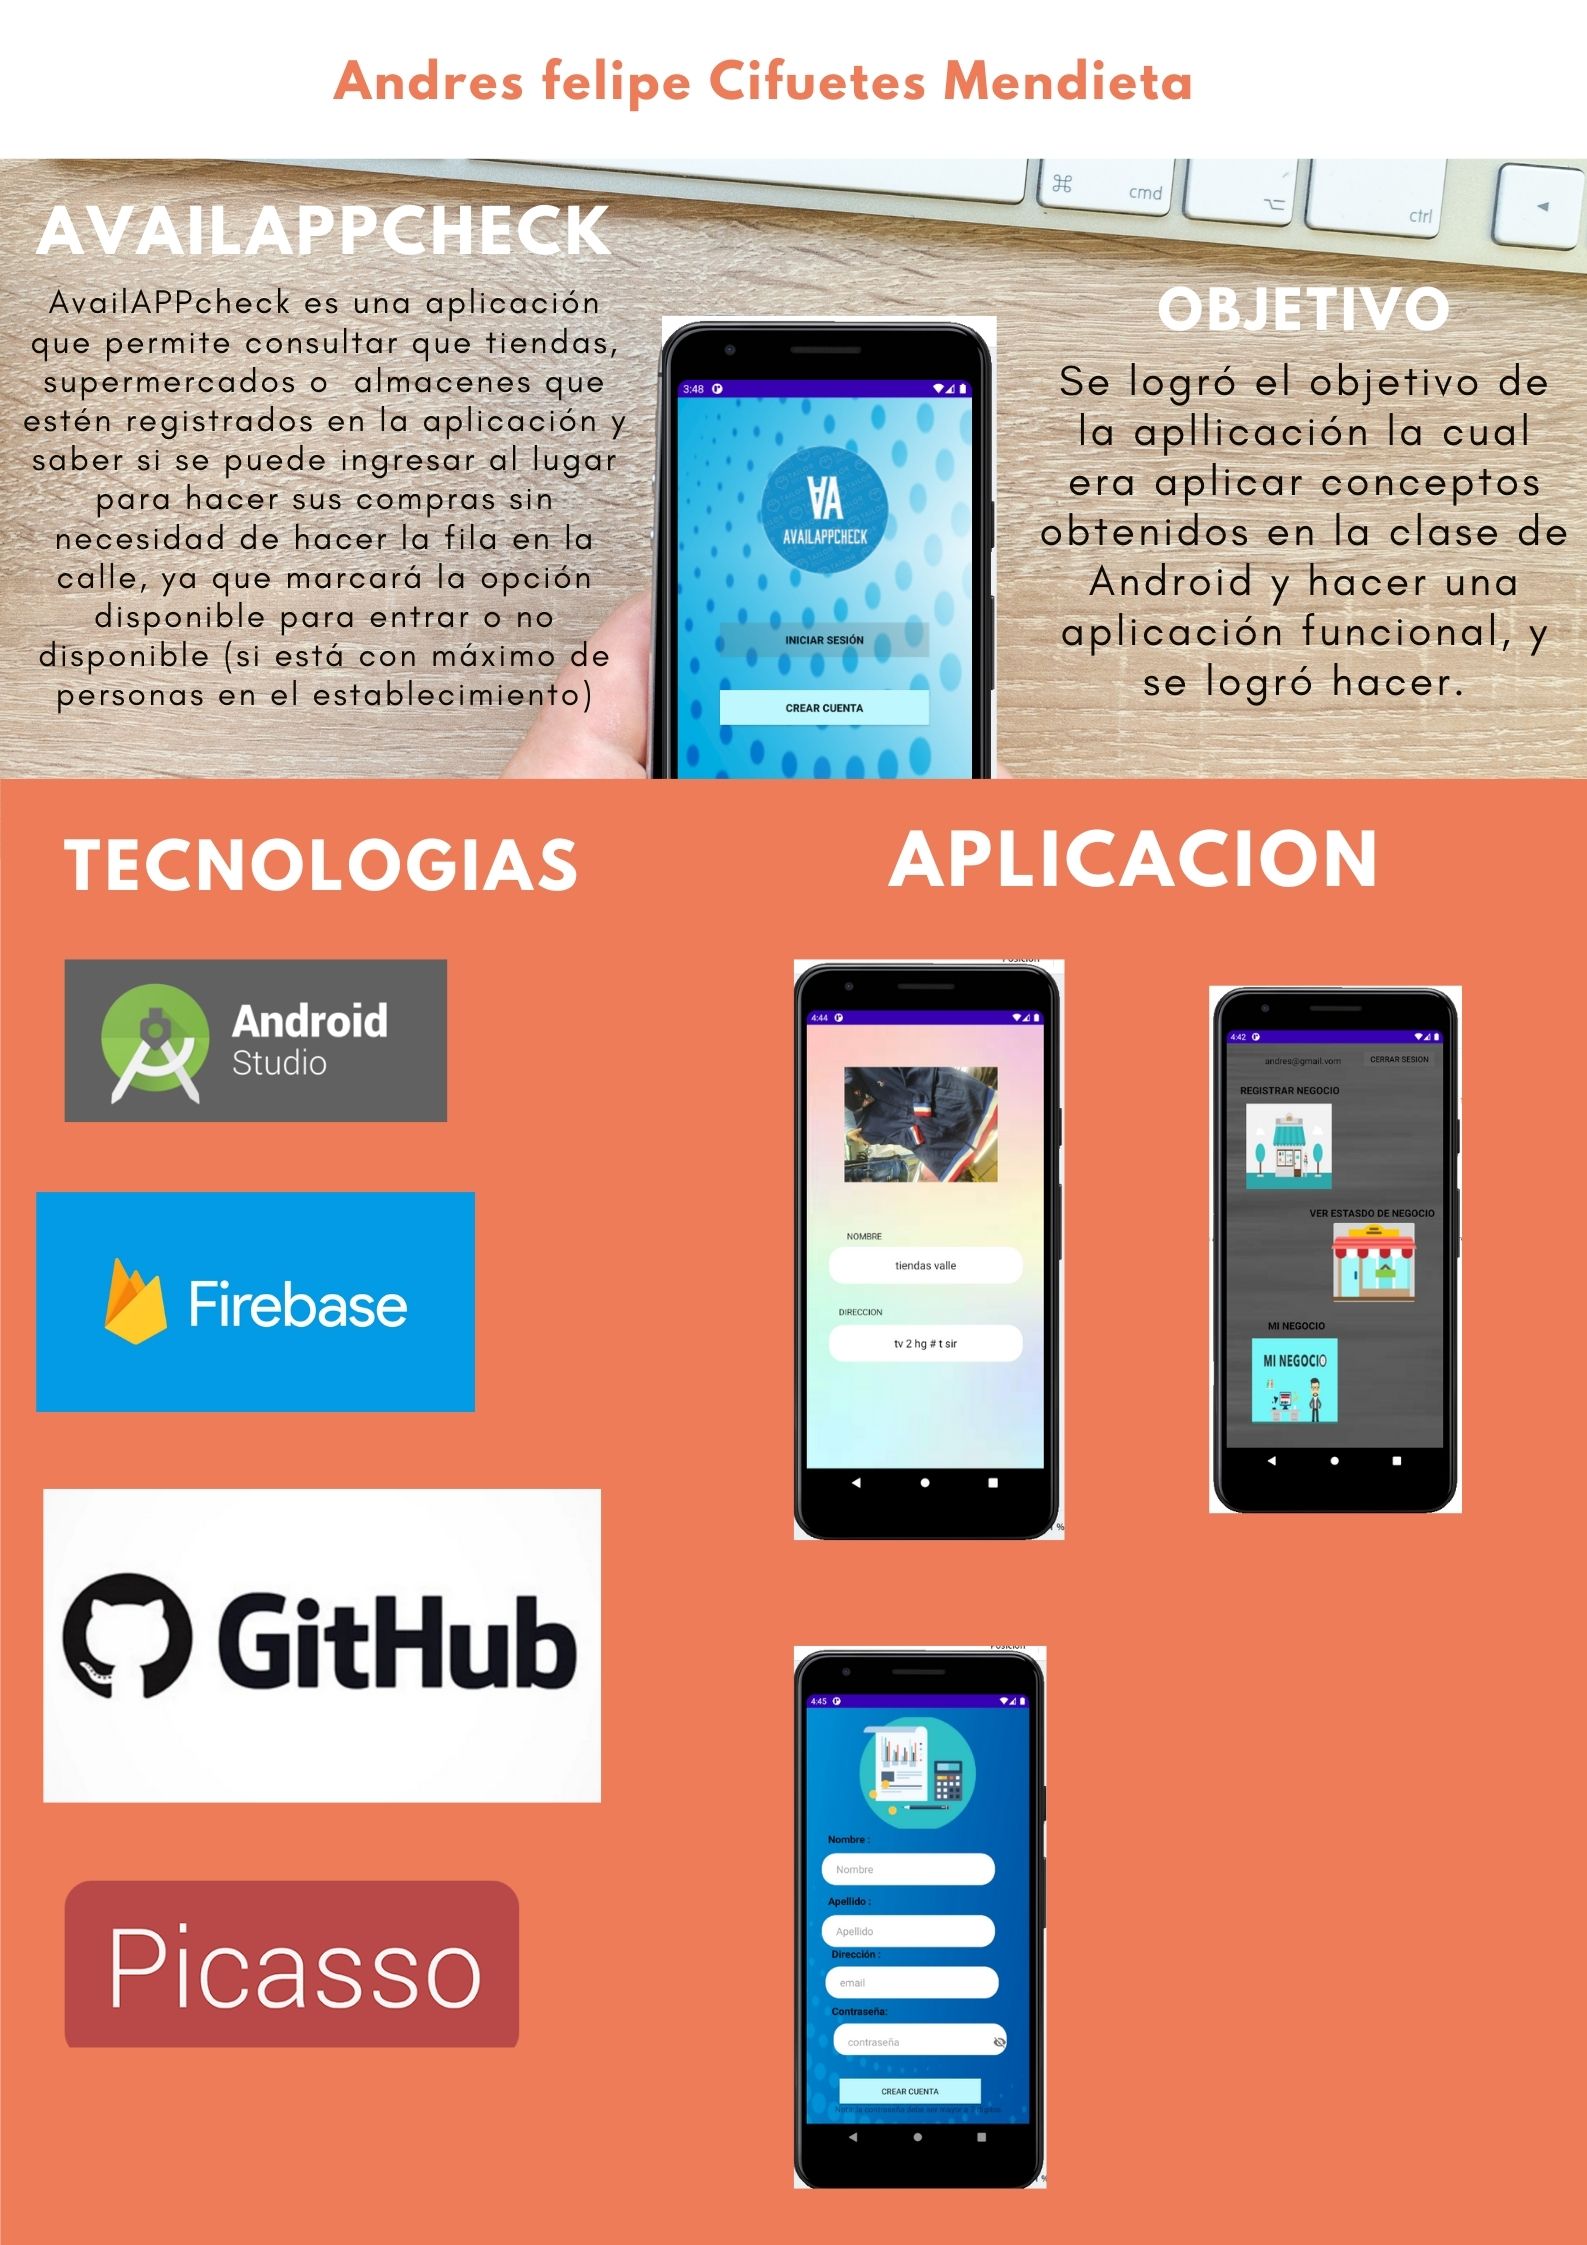 Andres felipe Cifuetes Mendieta
cmd
ctrl
AVAILAPPCHECK
AvailAPPcheck es una aplicación
que permite consultar que tiendas,
supermercados o almacenes que
estén registrados en la aplicación y
saber si se puede ingresar al lugar
para hacer sus compras sin
necesidad de hacer la fila en la
calle, ya que marcará la opción
disponible para entrar o no
disponible (si está con máximo de
personas en el establecimiento)
3:48
AVAILAPPCHECK
INICIAR SESIÓN
CREAR CUENTA
OBJETIVO
Se logró el objetivo de
la apllicación la cual
era aplicar conceptos
obtenidos en la clase de
Android y hacer una
aplicación funcional, y
se logró hacer.
TECNOLOGIAS
Android
Studio
Firebase
GitHub
Picasso
APLICACION
4:44
NOMBRE
tiendas valle
DIRECCION
tv 2 hg # t sir
%
4:42
andres@gmail.vom
CERRAR SESION
REGISTRAR NEGOCIO
VER ESTASDO DE NEGOCIO
MI NEGOCIO
MI NEGOCIO
4:45
Nombre :
Nombre
Apellido :
Apellido
Dirección :
email
Contraseña:
contraseña
CREAR CUENTA